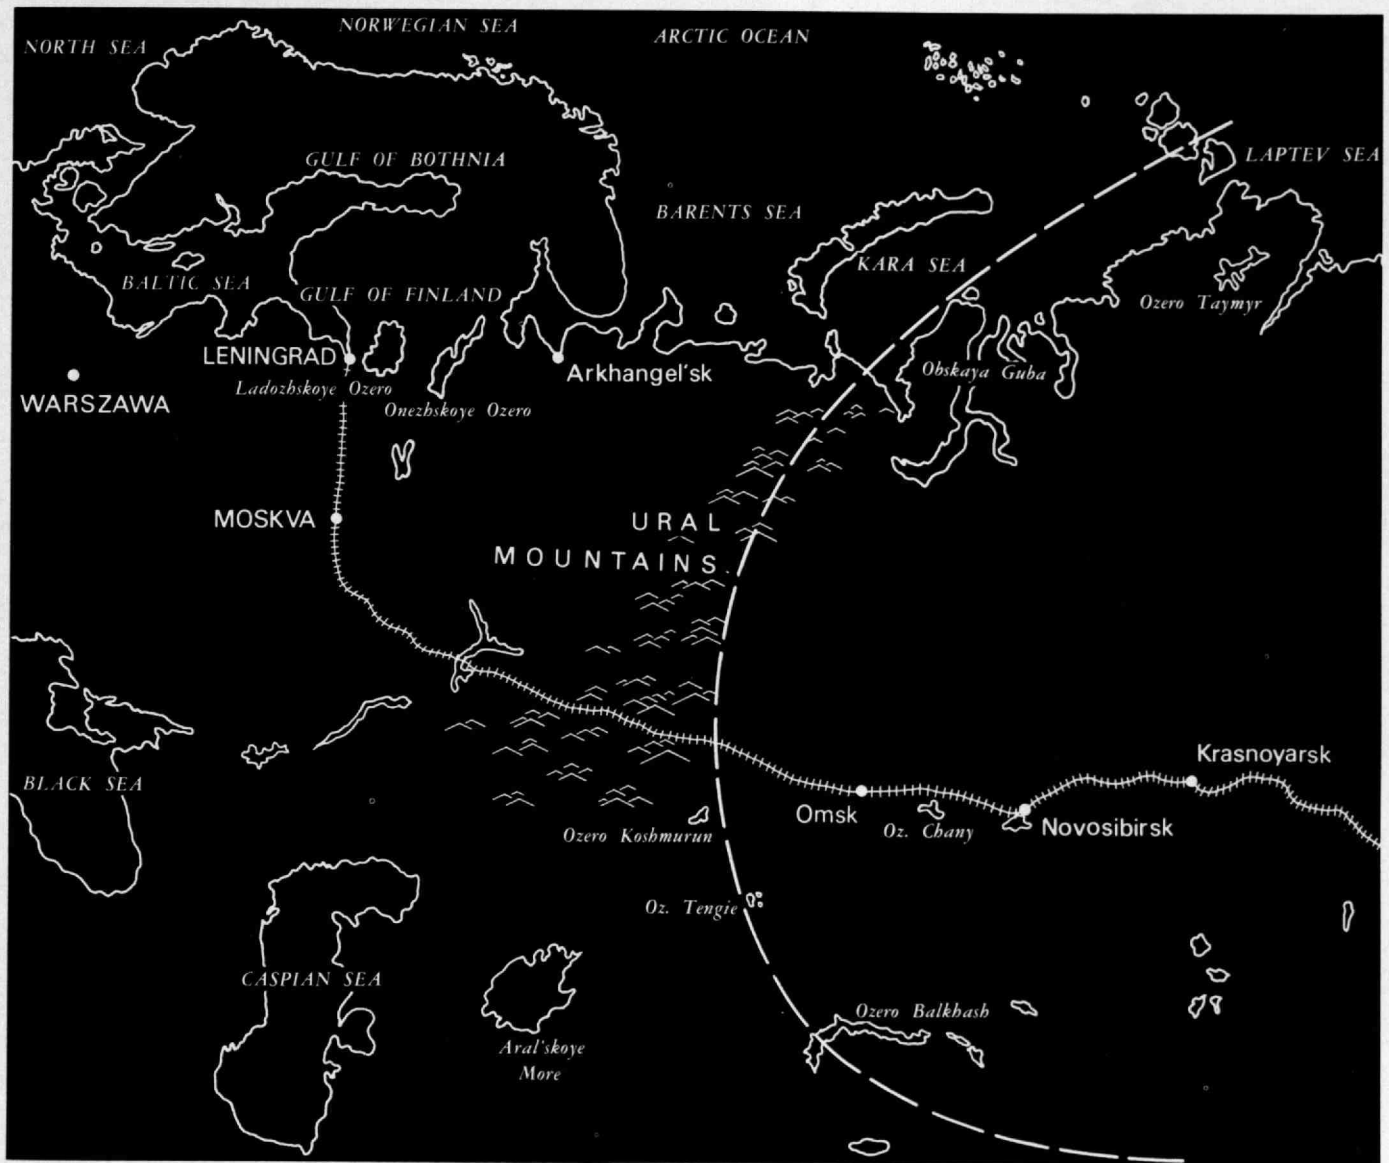 NORWEGIAN SEA
NORTH SEA
ARCTIC OCEAN
GULF OF BOTHNIA
LAPTEV SEA
BARENTS SEA
KARA SEA
BALTIC SEA
GULF OF FINLAND
Ozero Taymyr
LENINGRAD
Ladozhskoye Ozero
Arkhangel'sk
Obskaya Guba
WARSZAWA
Onezhskoye Ozero
MOSKVA
URAL
MOUNTAINS
Krasnoyarsk
BLACK SEA
Omsk
Oz. Chany
Novosibirsk
Ozero Koshmurun
Oz. Tengie
CASPIAN SEA
Ozero Balkhash
Aral'skoye
More